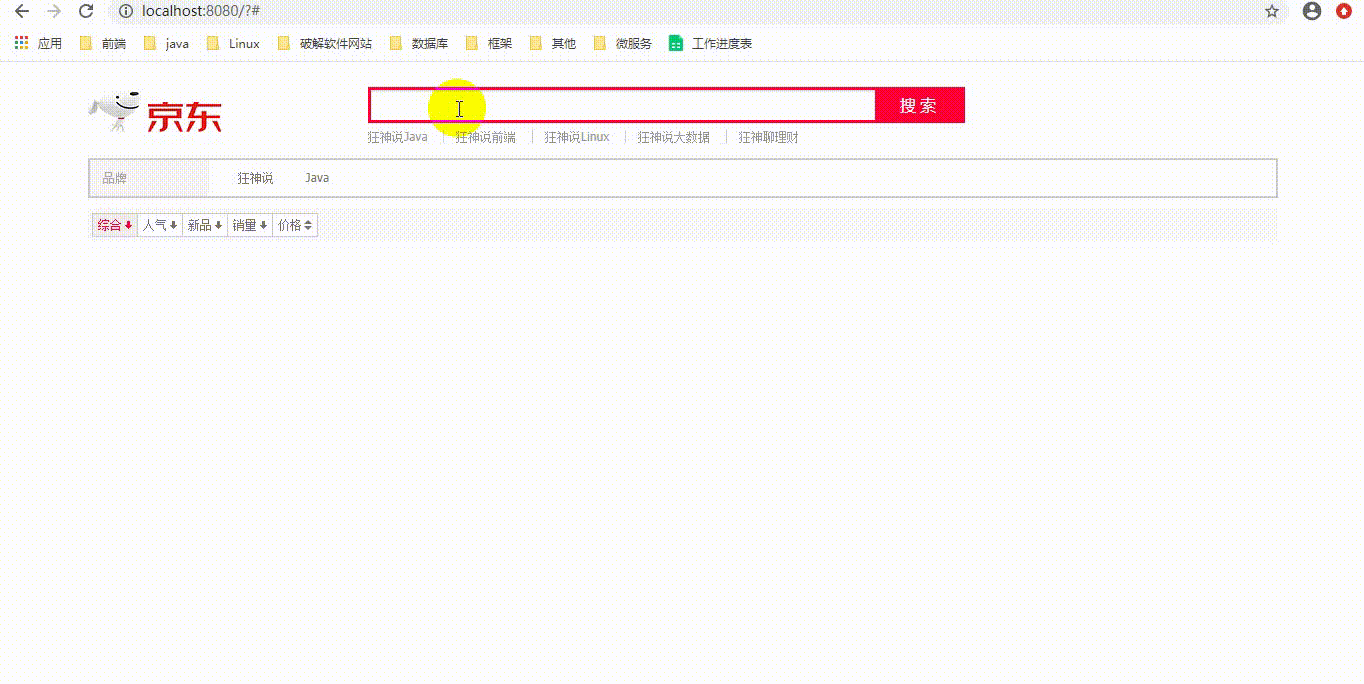 localhost:8080/?#
应用 前端 java Linux 破解软件网站 数据库 框架 其他 微服务 工作进度表
京东
搜 索
狂神说Java 狂神说前端 狂神说Linux 狂神说大数据 狂神聊理财
品牌 狂神说 Java
综合 人气 新品 销量 价格